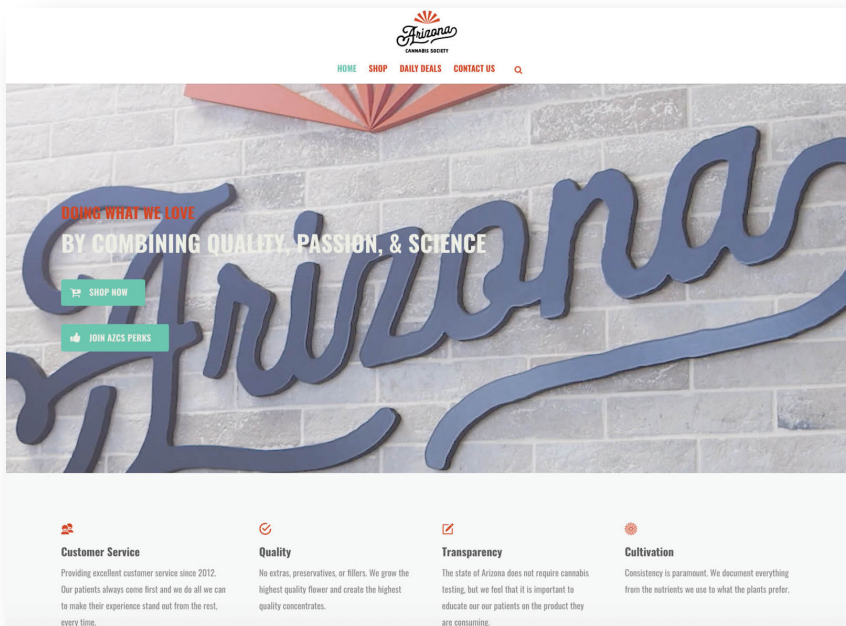 Arizona
CANNABIS SOCIETY
HOME SHOP DAILY DEALS CONTACT US
Arizona
DOING WHAT WE LOVE
BY COMBINING QUALITY, PASSION, & SCIENCE
SHOP NOW
JOIN AZCS PERKS
Customer Service
Providing excellent customer service since 2012.
Our patients always come first and we do all we can
to make their experience stand out from the rest,
every time.
Quality
No extras, preservatives, or fillers. We grow the
highest quality flower and create the highest
quality concentrates.
Transparency
The state of Arizona does not require cannabis
testing, but we feel that it is important to
educate our our patients on the product they
are consuming.
Cultivation
Consistency is paramount. We document everything
from the nutrients we use to what the plants prefer.